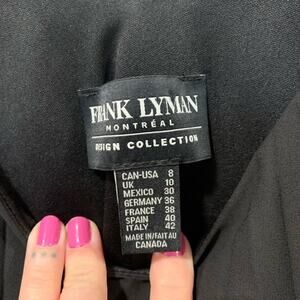 FRANK LYMAN
MONTRÉAL
DESIGN COLLECTION
CAN-USA 8
UK 10
MEXICO 30
GERMANY 36
FRANCE 38
SPAIN 40
ITALY 42
MADE IN/FAIT AU
CANADA